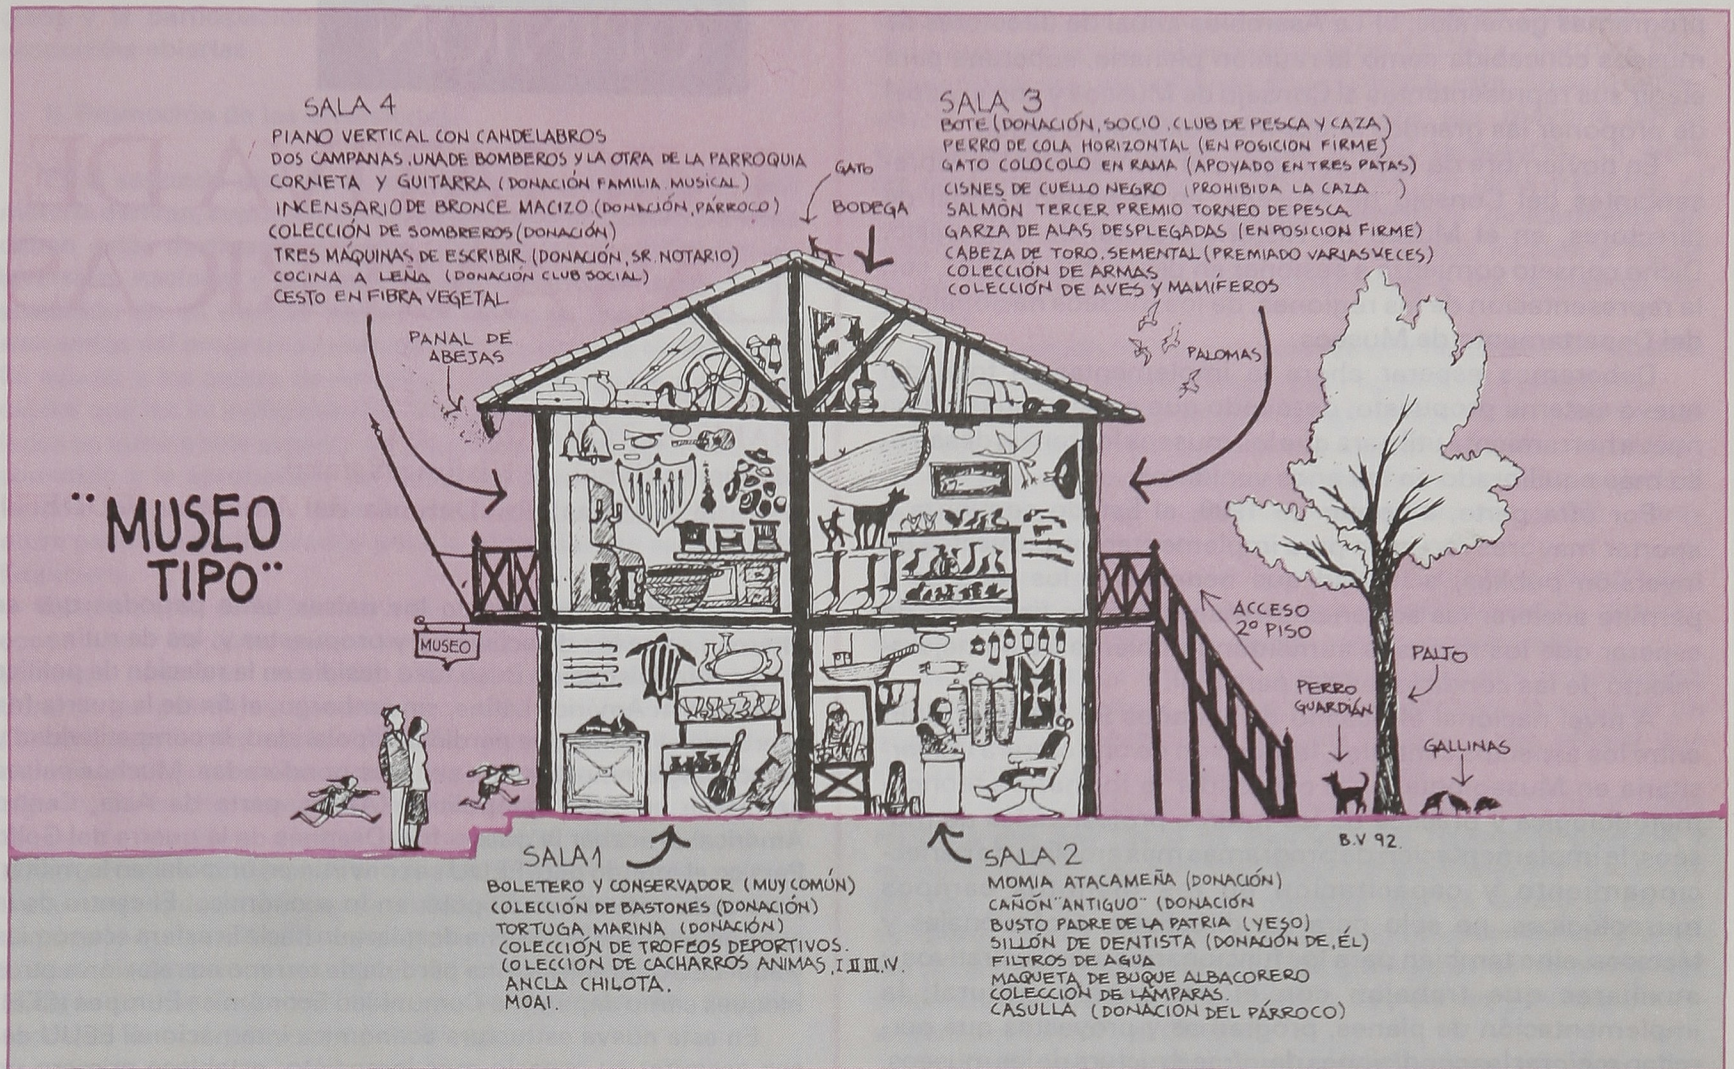 SALA 4
PIANO VERTICAL CON CANDELABROS
DOS CAMPANAS, UNA DE BOMBEROS Y LA OTRA DE LA PARROQUIA
CORNETA Y GUITARRA (DONACIÓN FAMILIA MUSICAL)
INCENSARIO DE BRONCE MACIZO (DONACIÓN, PÁRROCO)
COLECCIÓN DE SOMBREROS (DONACIÓN)
TRES MÁQUINAS DE ESCRIBIR (DONACIÓN, SR. NOTARIO)
COCINA A LEÑA (DONACIÓN CLUB SOCIAL)
CESTO EN FIBRA VEGETAL
SALA 3
BOTE (DONACIÓN, SOCIO, CLUB DE PESCA Y CAZA)
PERRO DE COLA HORIZONTAL (EN POSICION FIRME)
GATO COLOCOLO EN RAMA (APOYADO EN TRES PATAS)
CISNES DE CUELLO NEGRO (PROHIBIDA LA CAZA...)
SALMÓN TERCER PREMIO TORNEO DE PESCA
GARZA DE ALAS DESPLEGADAS (EN POSICION FIRME)
CABEZA DE TORO. SEMENTAL (PREMIADO VARIAS VECES)
COLECCIÓN DE ARMAS
COLECCIÓN DE AVES Y MAMÍFEROS
GATO
BODEGA
PANAL DE
ABEJAS
PALOMAS
"MUSEO
TIPO"
MUSEO
ACCESO
2º PISO
PALTO
PERRO
GUARDIÁN
GALLINAS
B.V 92.
SALA 1
BOLETERO Y CONSERVADOR (MUY COMÚN)
COLECCIÓN DE BASTONES (DONACIÓN)
TORTUGA MARINA (DONACIÓN)
COLECCIÓN DE TROFEOS DEPORTIVOS.
COLECCION DE CACHARROS ANIMAS, I II III, IV.
ANCLA CHILOTA.
MOAI.
SALA 2
MOMIA ATACAMEÑA (DONACIÓN)
CAÑON "ANTIGUO" (DONACIÓN
BUSTO PADRE DE LA PATRIA (YESO)
SILLÓN DE DENTISTA (DONACIÓN DE, ÉL)
FILTROS DE AGUA
MAQUETA DE BUQUE ALBACORERO
COLECCIÓN DE LÁMPARAS.
CASULLA (DONACIÓN DEL PÁRROCO)